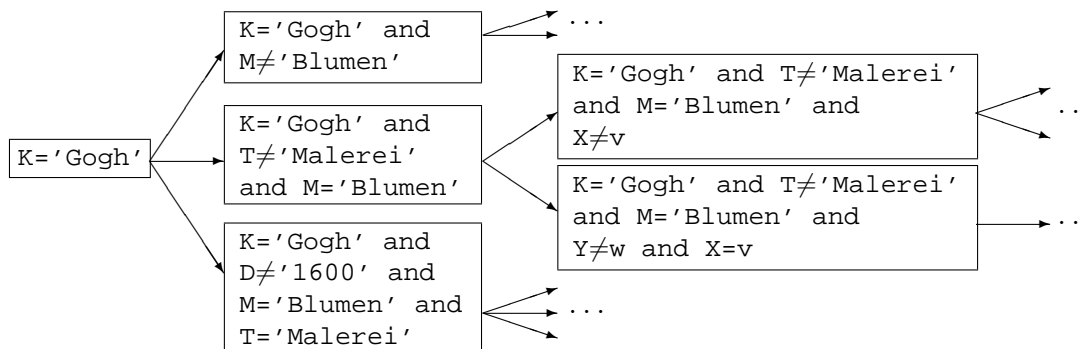 K='Gogh'
K='Gogh' and
M≠'Blumen'
...
K='Gogh' and
T≠'Malerei'
and M='Blumen'
K='Gogh' and T≠'Malerei'
and M='Blumen' and
X≠v
..
K='Gogh' and T≠'Malerei'
and M='Blumen' and
Y≠w and X=v
..
K='Gogh' and
D≠'1600' and
M='Blumen' and
T='Malerei'
...